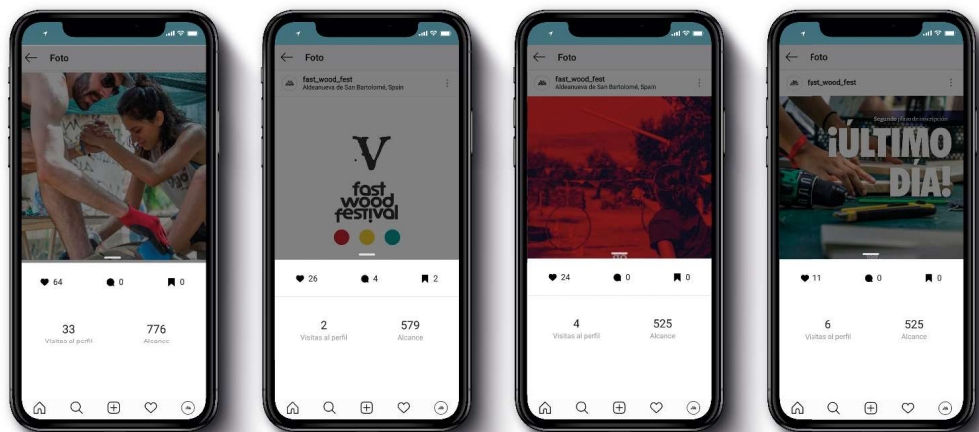 Foto
64
0
0
33
776
Visitas al perfil
Alcance
Foto
fast_wood_fest
Aldeanueva de San Bartolomé, Spain
V
fast
wood
festival
26
4
2
2
579
Visitas al perfil
Alcance
Foto
fast_wood_fest
Aldeanueva de San Bartolomé, Spain
24
0
0
4
525
Visitas al perfil
Alcance
Foto
fast_wood_fest
Segundo plazo de inscripción
¡ÚLTIMO
DÍA!
11
0
0
6
525
Visitas al perfil
Alcance